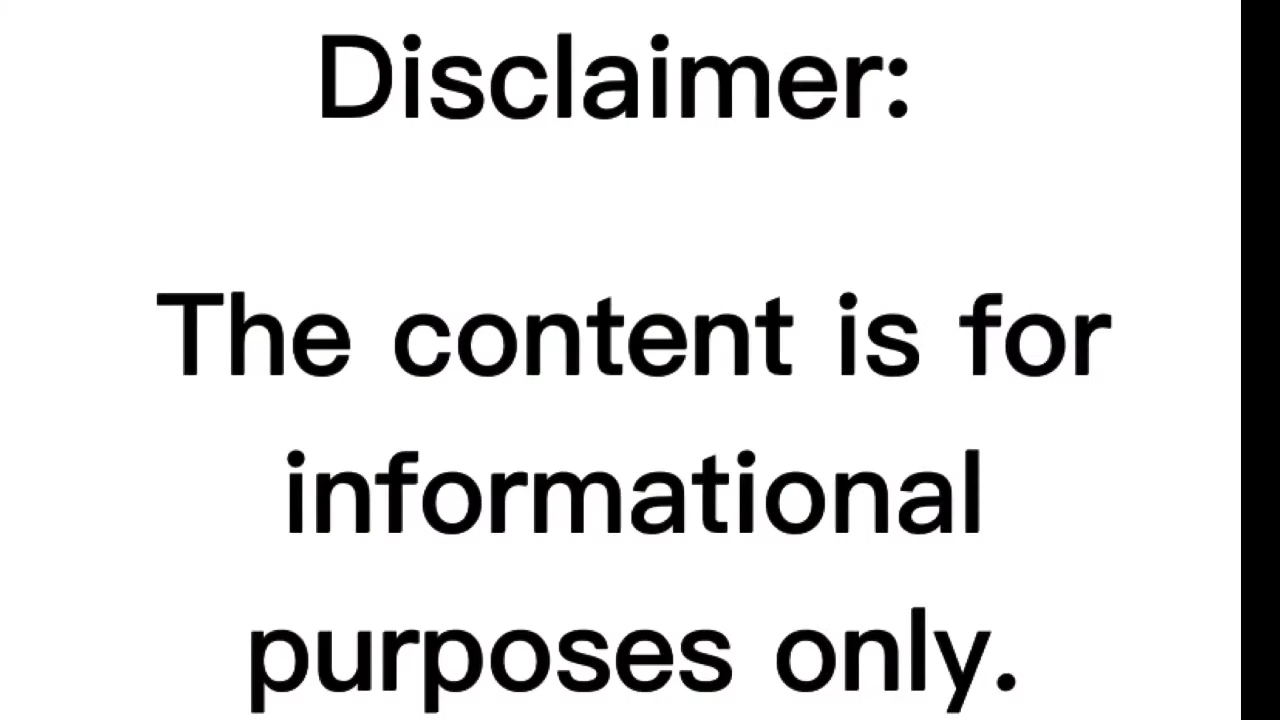 Disclaimer:
The content is for
informational
purposes only.